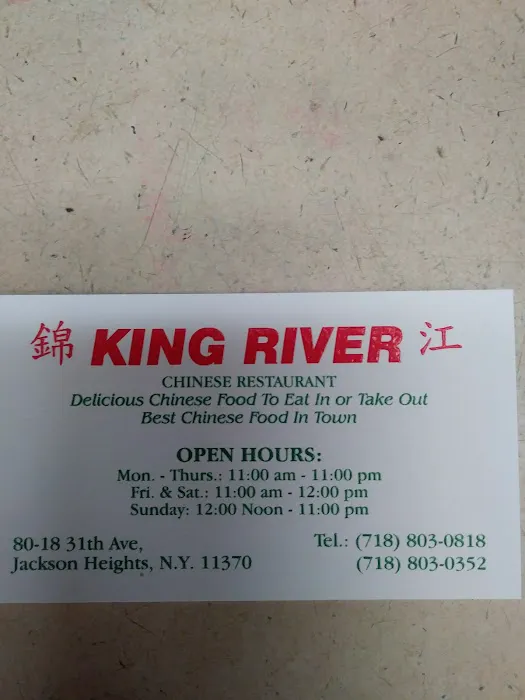 錦 KING RIVER 江
CHINESE RESTAURANT
Delicious Chinese Food To Eat In or Take Out
Best Chinese Food In Town
OPEN HOURS:
Mon. - Thurs.: 11:00 am - 11:00 pm
Fri. & Sat.: 11:00 am - 12:00 pm
Sunday: 12:00 Noon - 11:00 pm
80-18 31th Ave, Tel.: (718) 803-0818
Jackson Heights, N.Y. 11370 (718) 803-0352